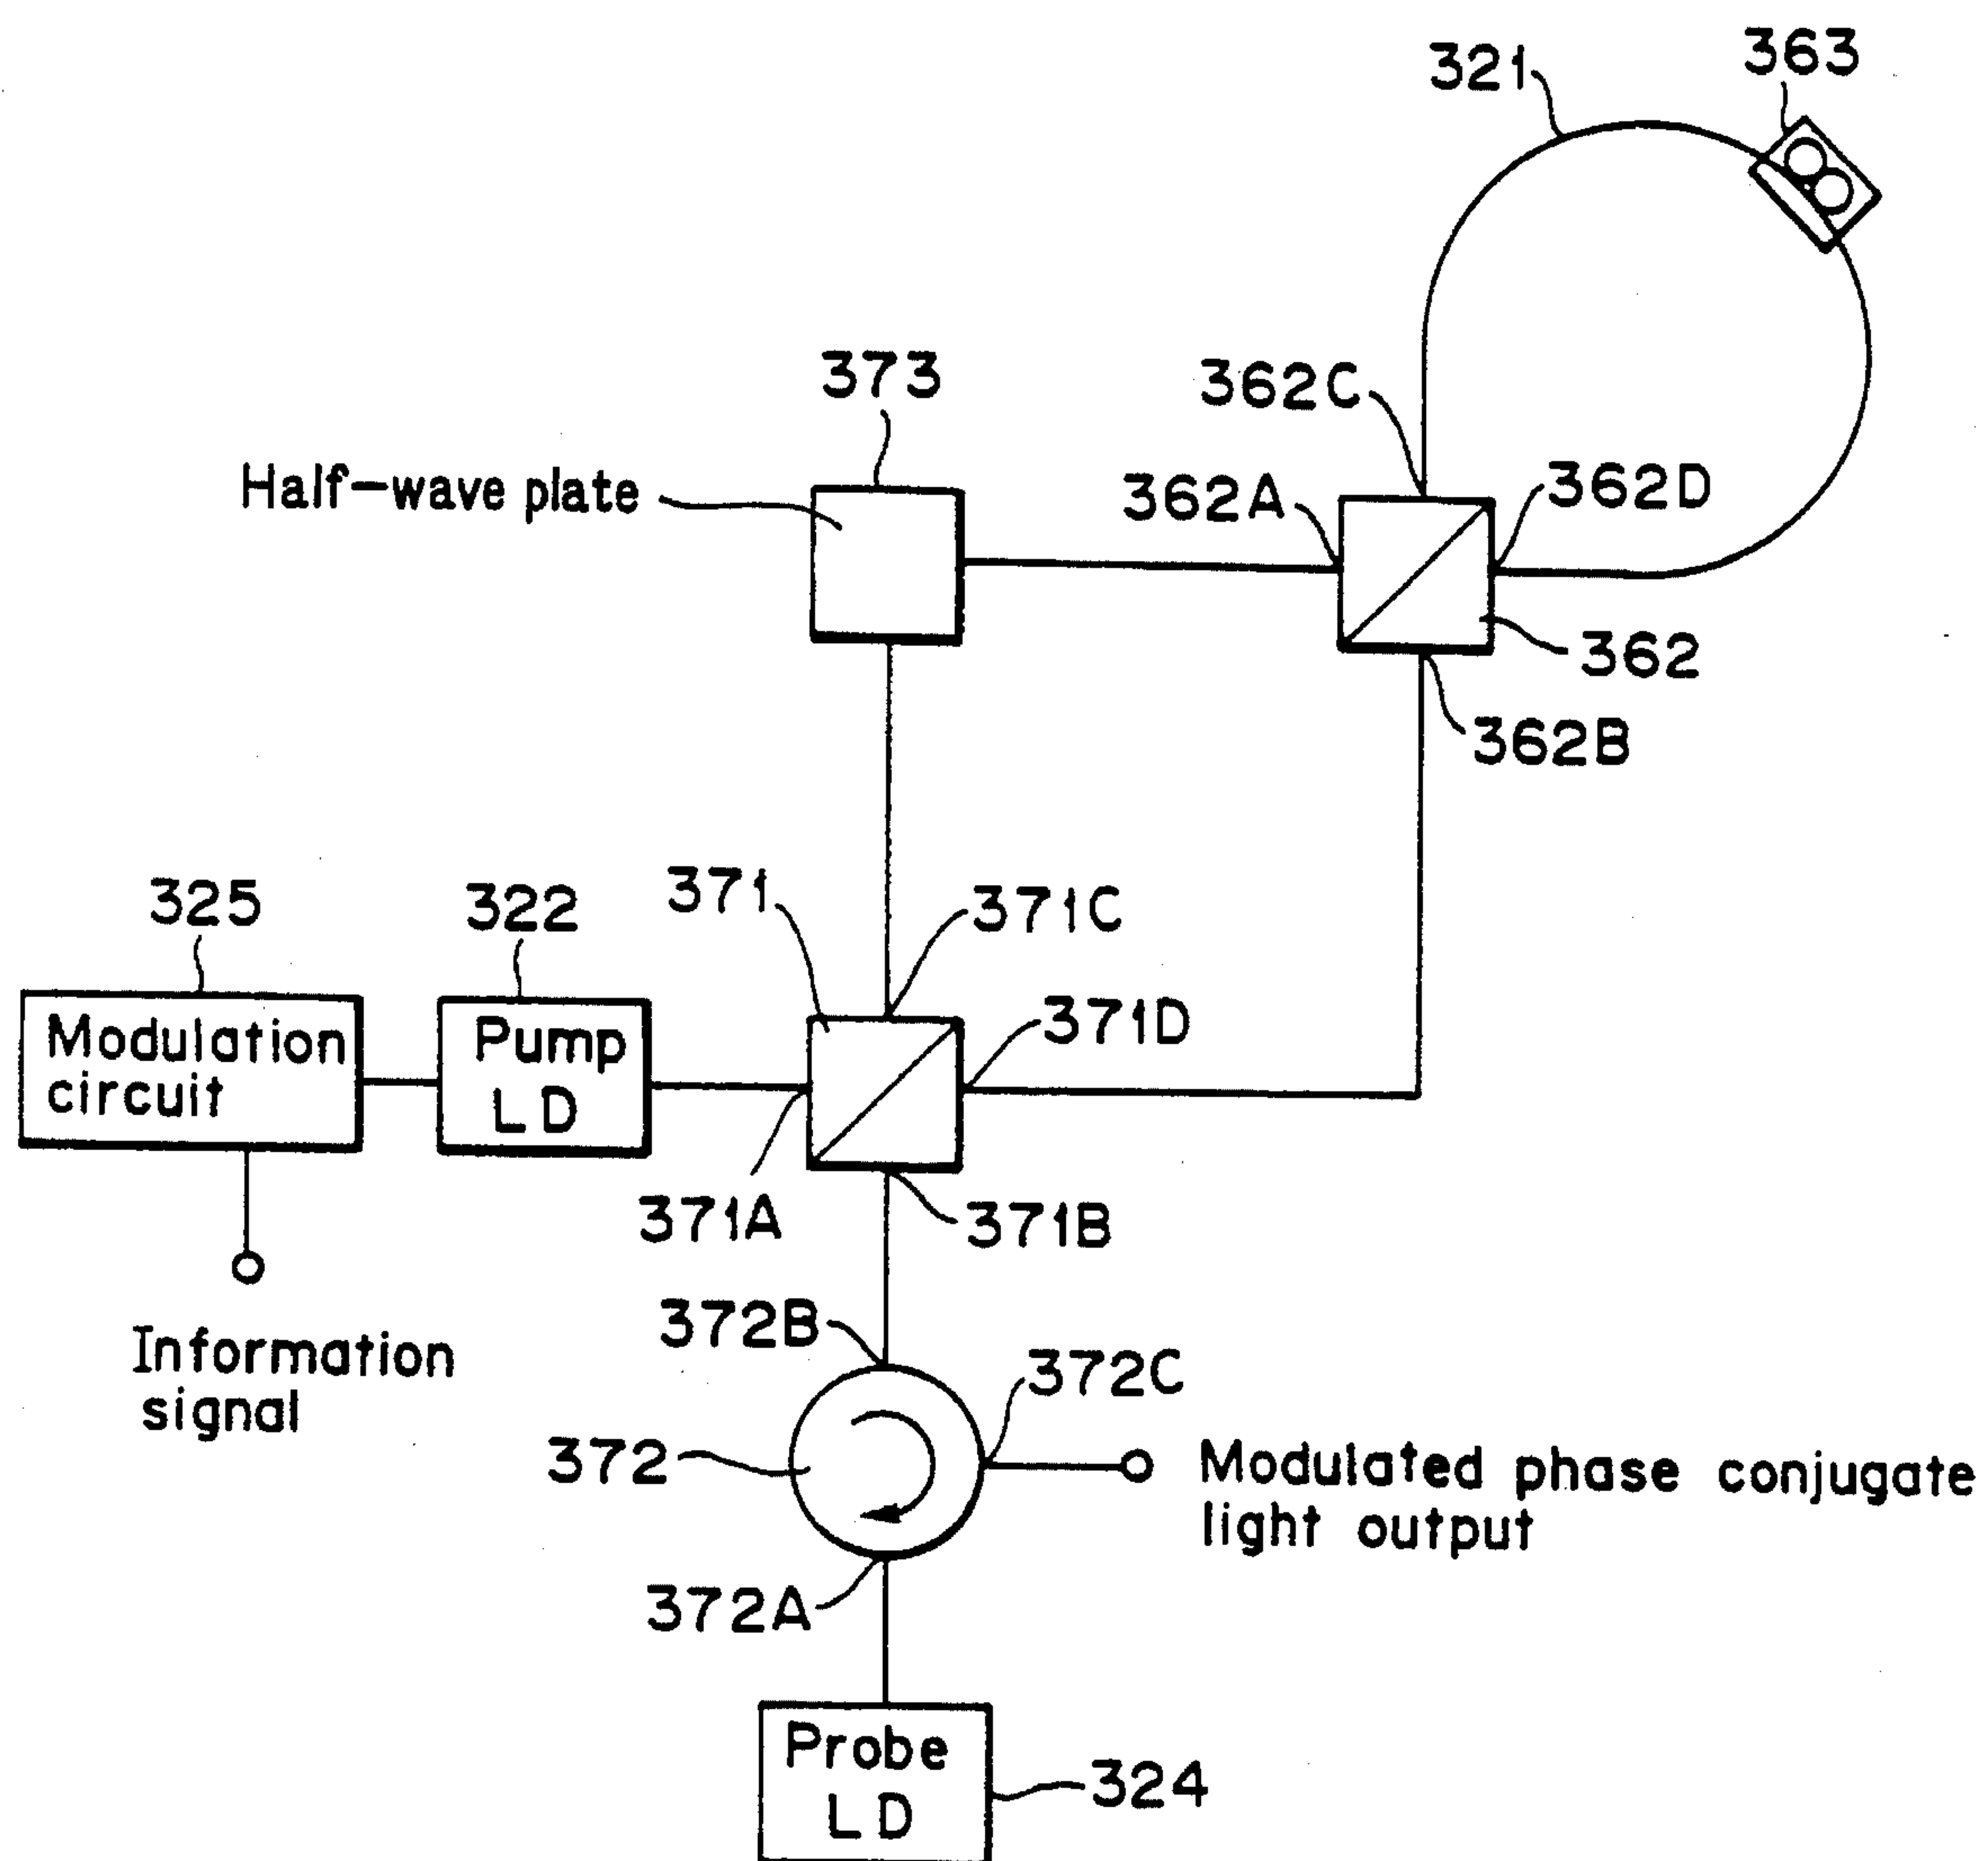 363
321
373
362C
362A
362D
Half-wave plate
362
362B
325
322
371
371C
371D
Modulation
circuit
Pump
LD
371A
371B
372B
372C
Information
signal
372
Modulated phase conjugate
light output
372A
Probe
LD
324